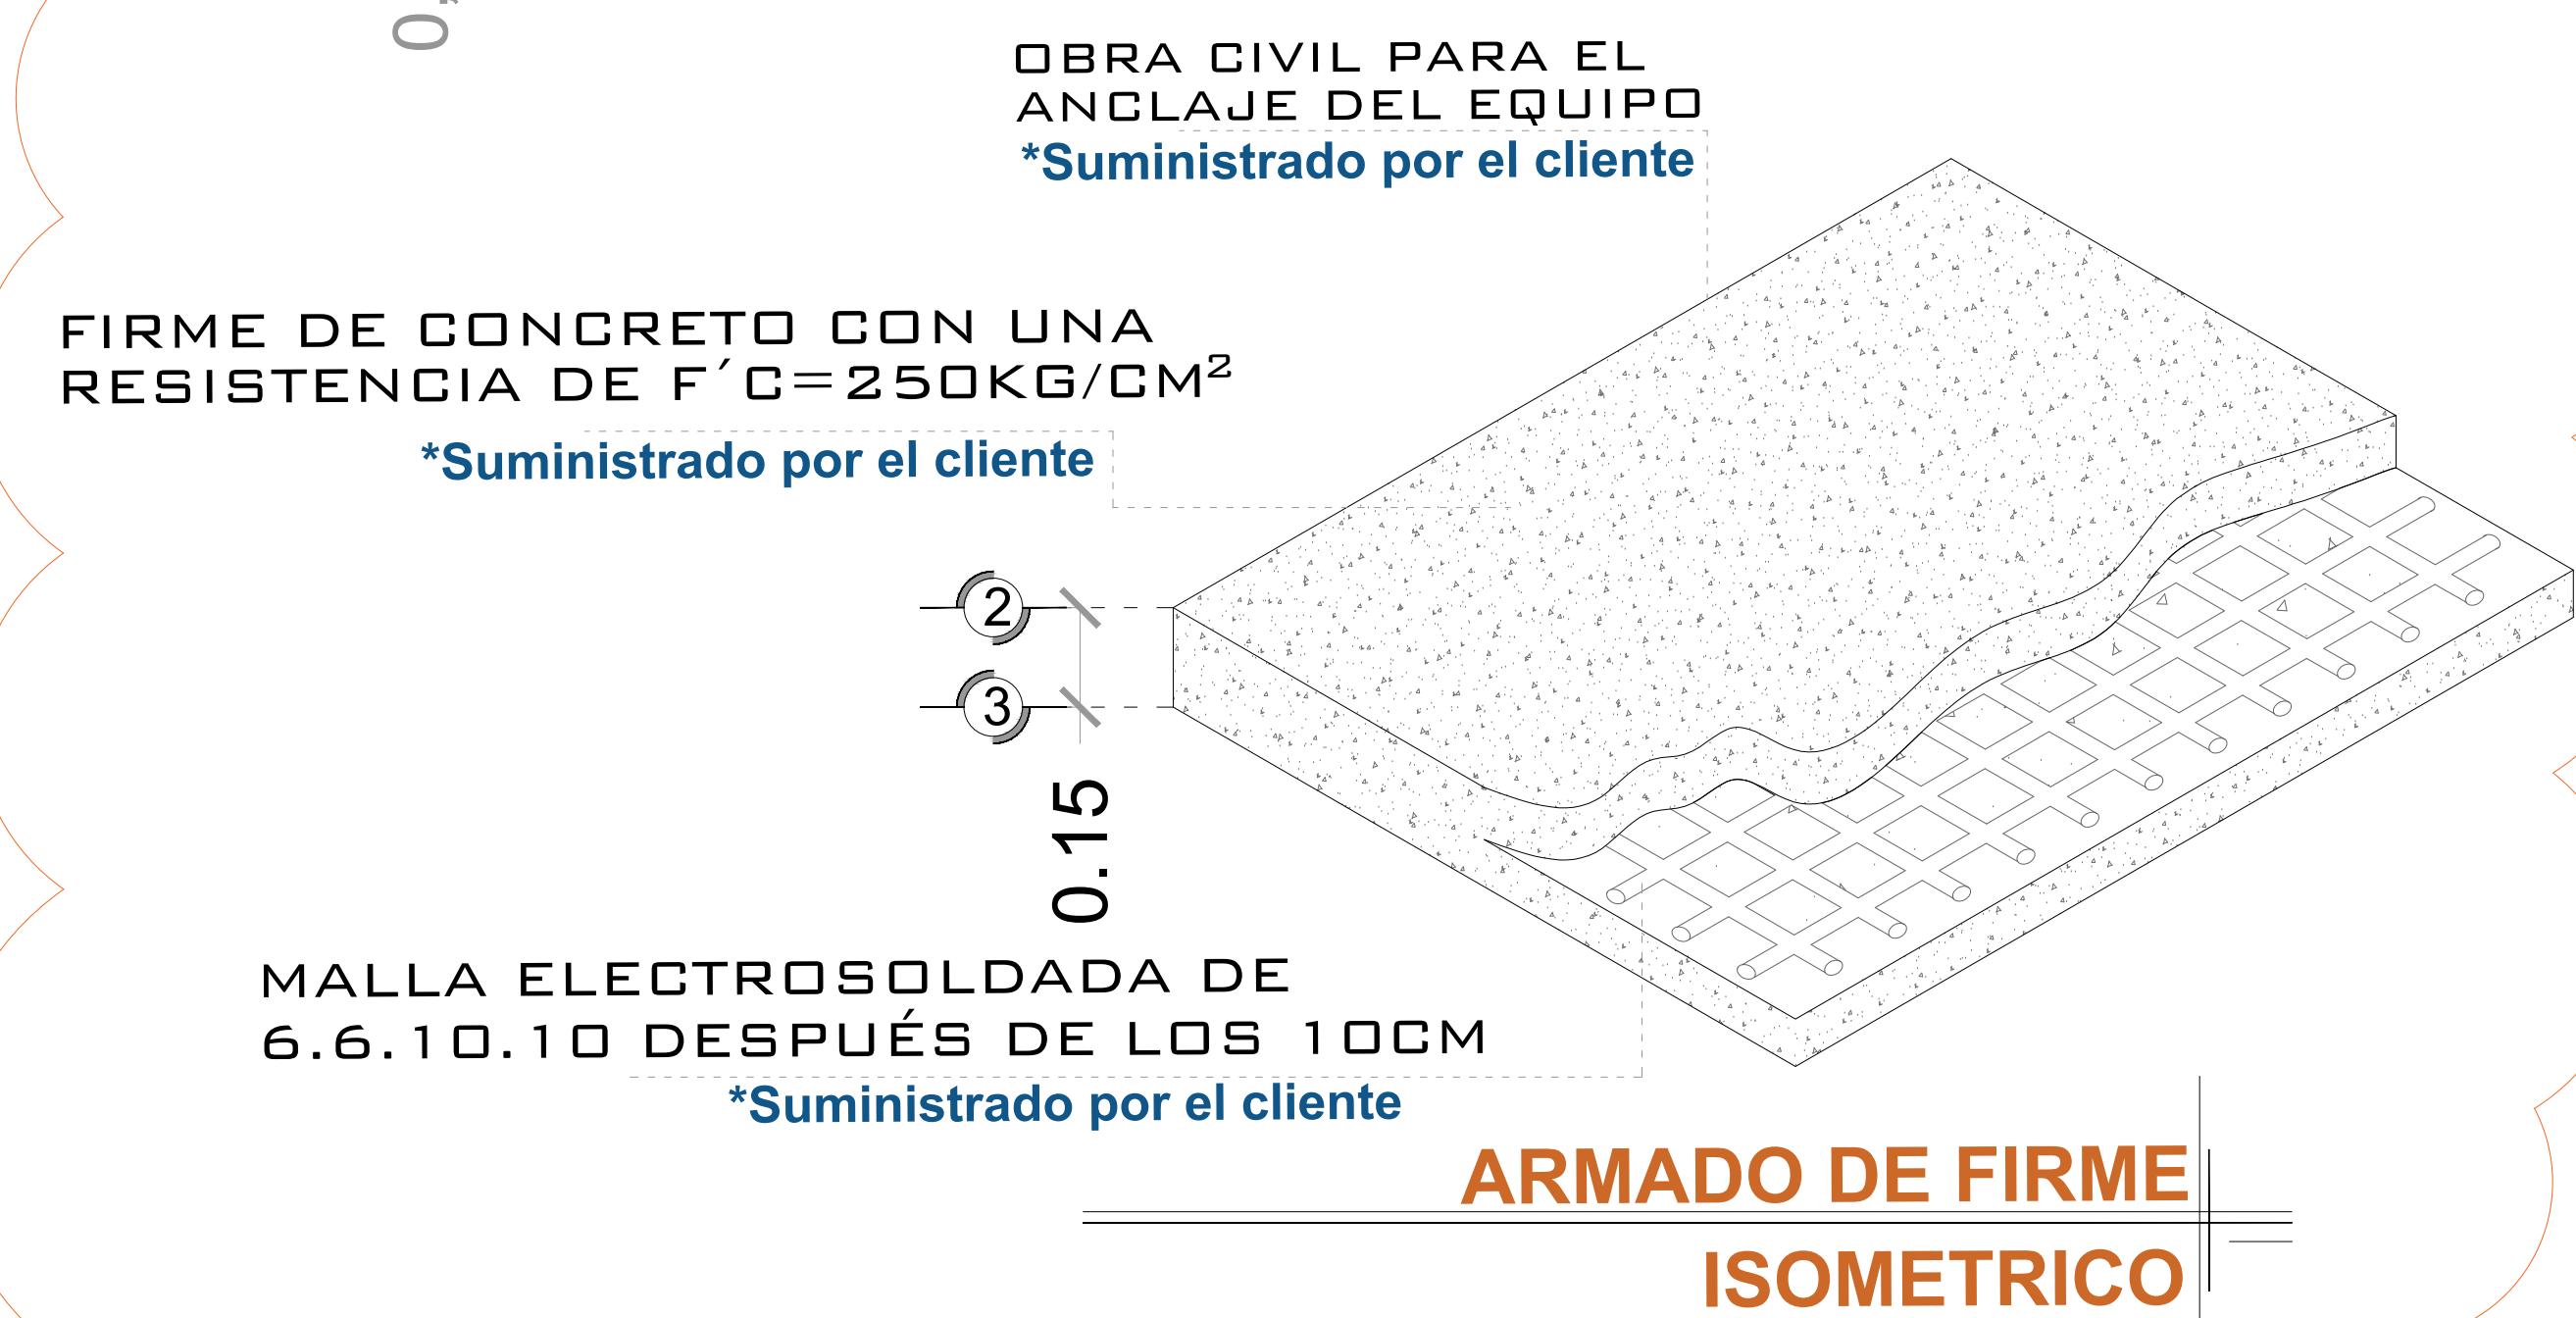 OBRA CIVIL PARA EL
ANCLAJE DEL EQUIPO
*Suministrado por el cliente
FIRME DE CONCRETO CON UNA
RESISTENCIA DE F´C=250KG/CM²
*Suministrado por el cliente
2
3
0.15
MALLA ELECTROSOLDADA DE
6.6.10.10 DESPUÉS DE LOS 10CM
*Suministrado por el cliente
ARMADO DE FIRME
ISOMETRICO